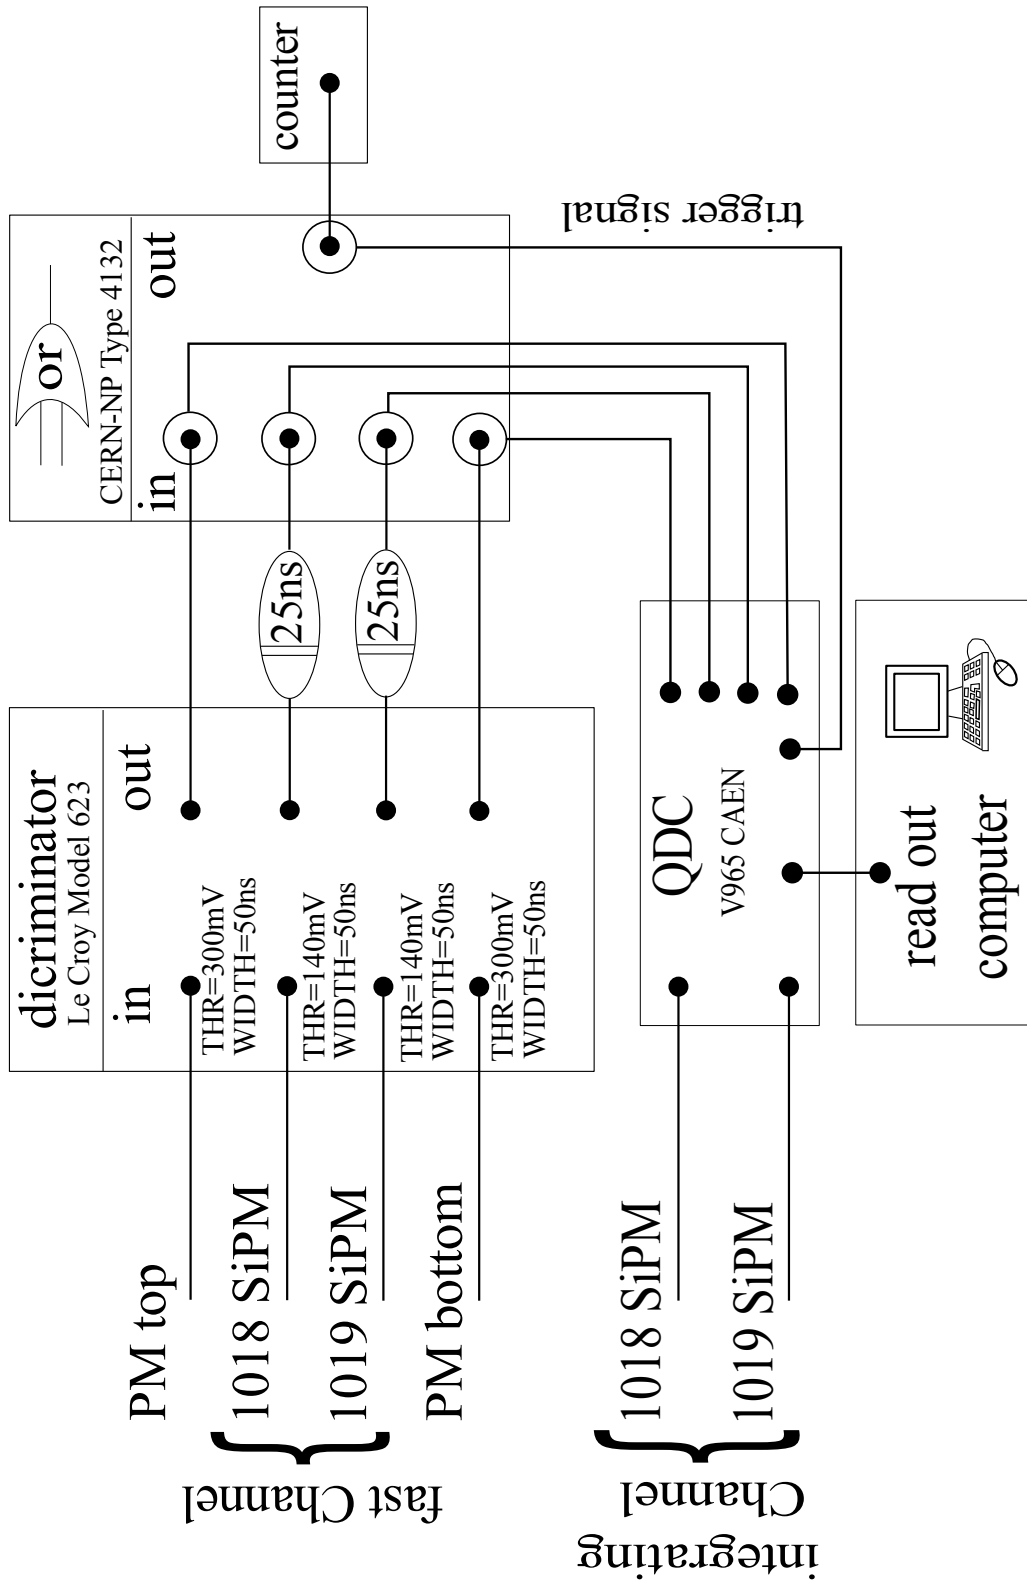 dicriminator
Le Croy Model 623
in
out
THR=300mV
WIDTH=50ns
THR=140mV
WIDTH=50ns
THR=140mV
WIDTH=50ns
THR=300mV
WIDTH=50ns
PM top
1018 SiPM
1019 SiPM
PM bottom
fast Channel
25ns
25ns
or
CERN-NP Type 4132
in
out
counter
trigger signal
integrating
Channel
1018 SiPM
1019 SiPM
QDC
V965 CAEN
read out
computer